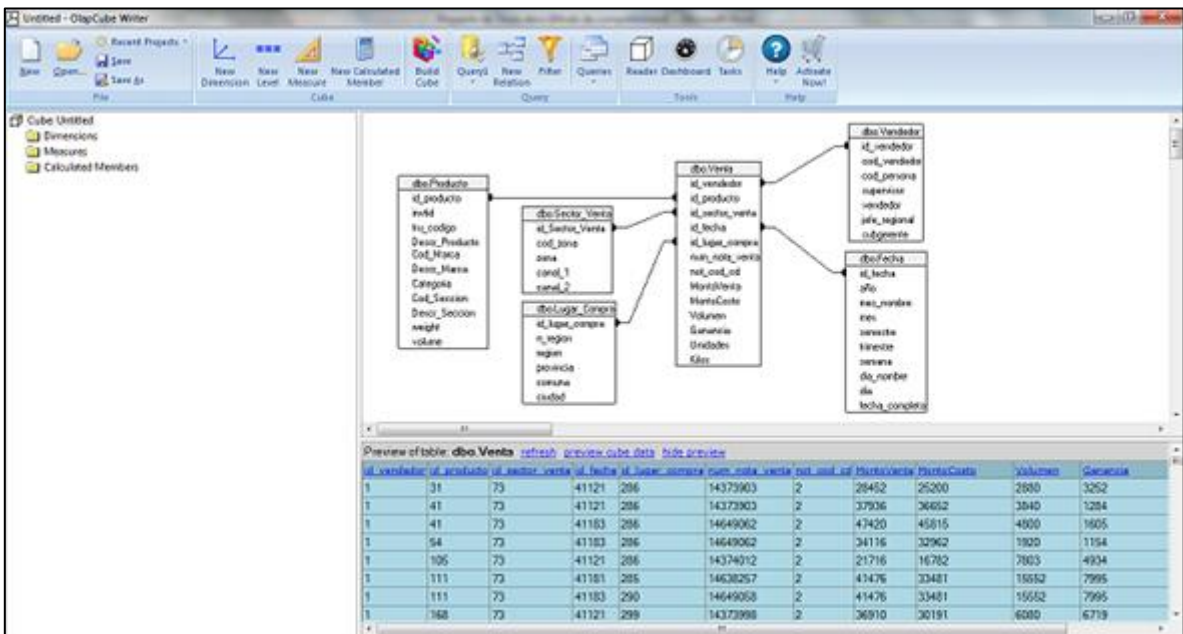 Untitled - OlapCube Writer
New
Open...
Recent Projects
Save
Save As
File
New Dimension
New Level
New Measure
New Calculated Member
Build Cube
Cube
Query1
New Relation
Filter
Queries
Query
Reader
Dashboard
Tasks
Tools
Help
Activate Now!
Help
Cube Untitled
Dimensions
Measures
Calculated Members
dbo.Producto
id_producto
invtid
tru_codigo
Descr_Producto
Cod_Marca
Descr_Marca
Categoria
Cod_Seccion
Descr_Seccion
weight
volume
dbo.Sector_Venta
id_Sector_Venta
cod_zona
zona
canal_1
canal_2
dbo.Lugar_Compra
id_lugar_compra
n_region
region
provincia
comuna
ciudad
dbo.Venta
id_vendedor
id_producto
id_sector_venta
id_fecha
id_lugar_compra
num_nota_venta
not_cod_cd
MontoVenta
MontoCosto
Volumen
Ganancia
Unidades
Kilos
dbo.Vendedor
id_vendedor
cod_vendedor
cod_persona
supervisor
vendedor
jefe_regional
subgerente
dbo.Fecha
id_fecha
año
mes_nombre
mes
semestre
trimestre
semana
dia_nombre
dia
fecha_completa
Preview of table: dbo.Venta refresh preview cube data hide preview
id_vendedor id_producto id_sector_venta id_fecha id_lugar_compra num_nota_venta not_cod_cd MontoVenta MontoCosto Volumen Ganancia
1 31 73 41121 286 14373903 2 28452 25200 2880 3252
1 41 73 41121 286 14373903 2 37936 36652 3840 1284
1 41 73 41183 286 14649062 2 47420 45815 4800 1605
1 54 73 41183 286 14649062 2 34116 32962 1920 1154
1 105 73 41121 286 14374012 2 21716 16782 7803 4934
1 111 73 41181 285 14638257 2 41476 33481 15552 7995
1 111 73 41183 290 14649058 2 41476 33481 15552 7995
1 168 73 41121 299 14373998 2 36910 30191 6080 6719